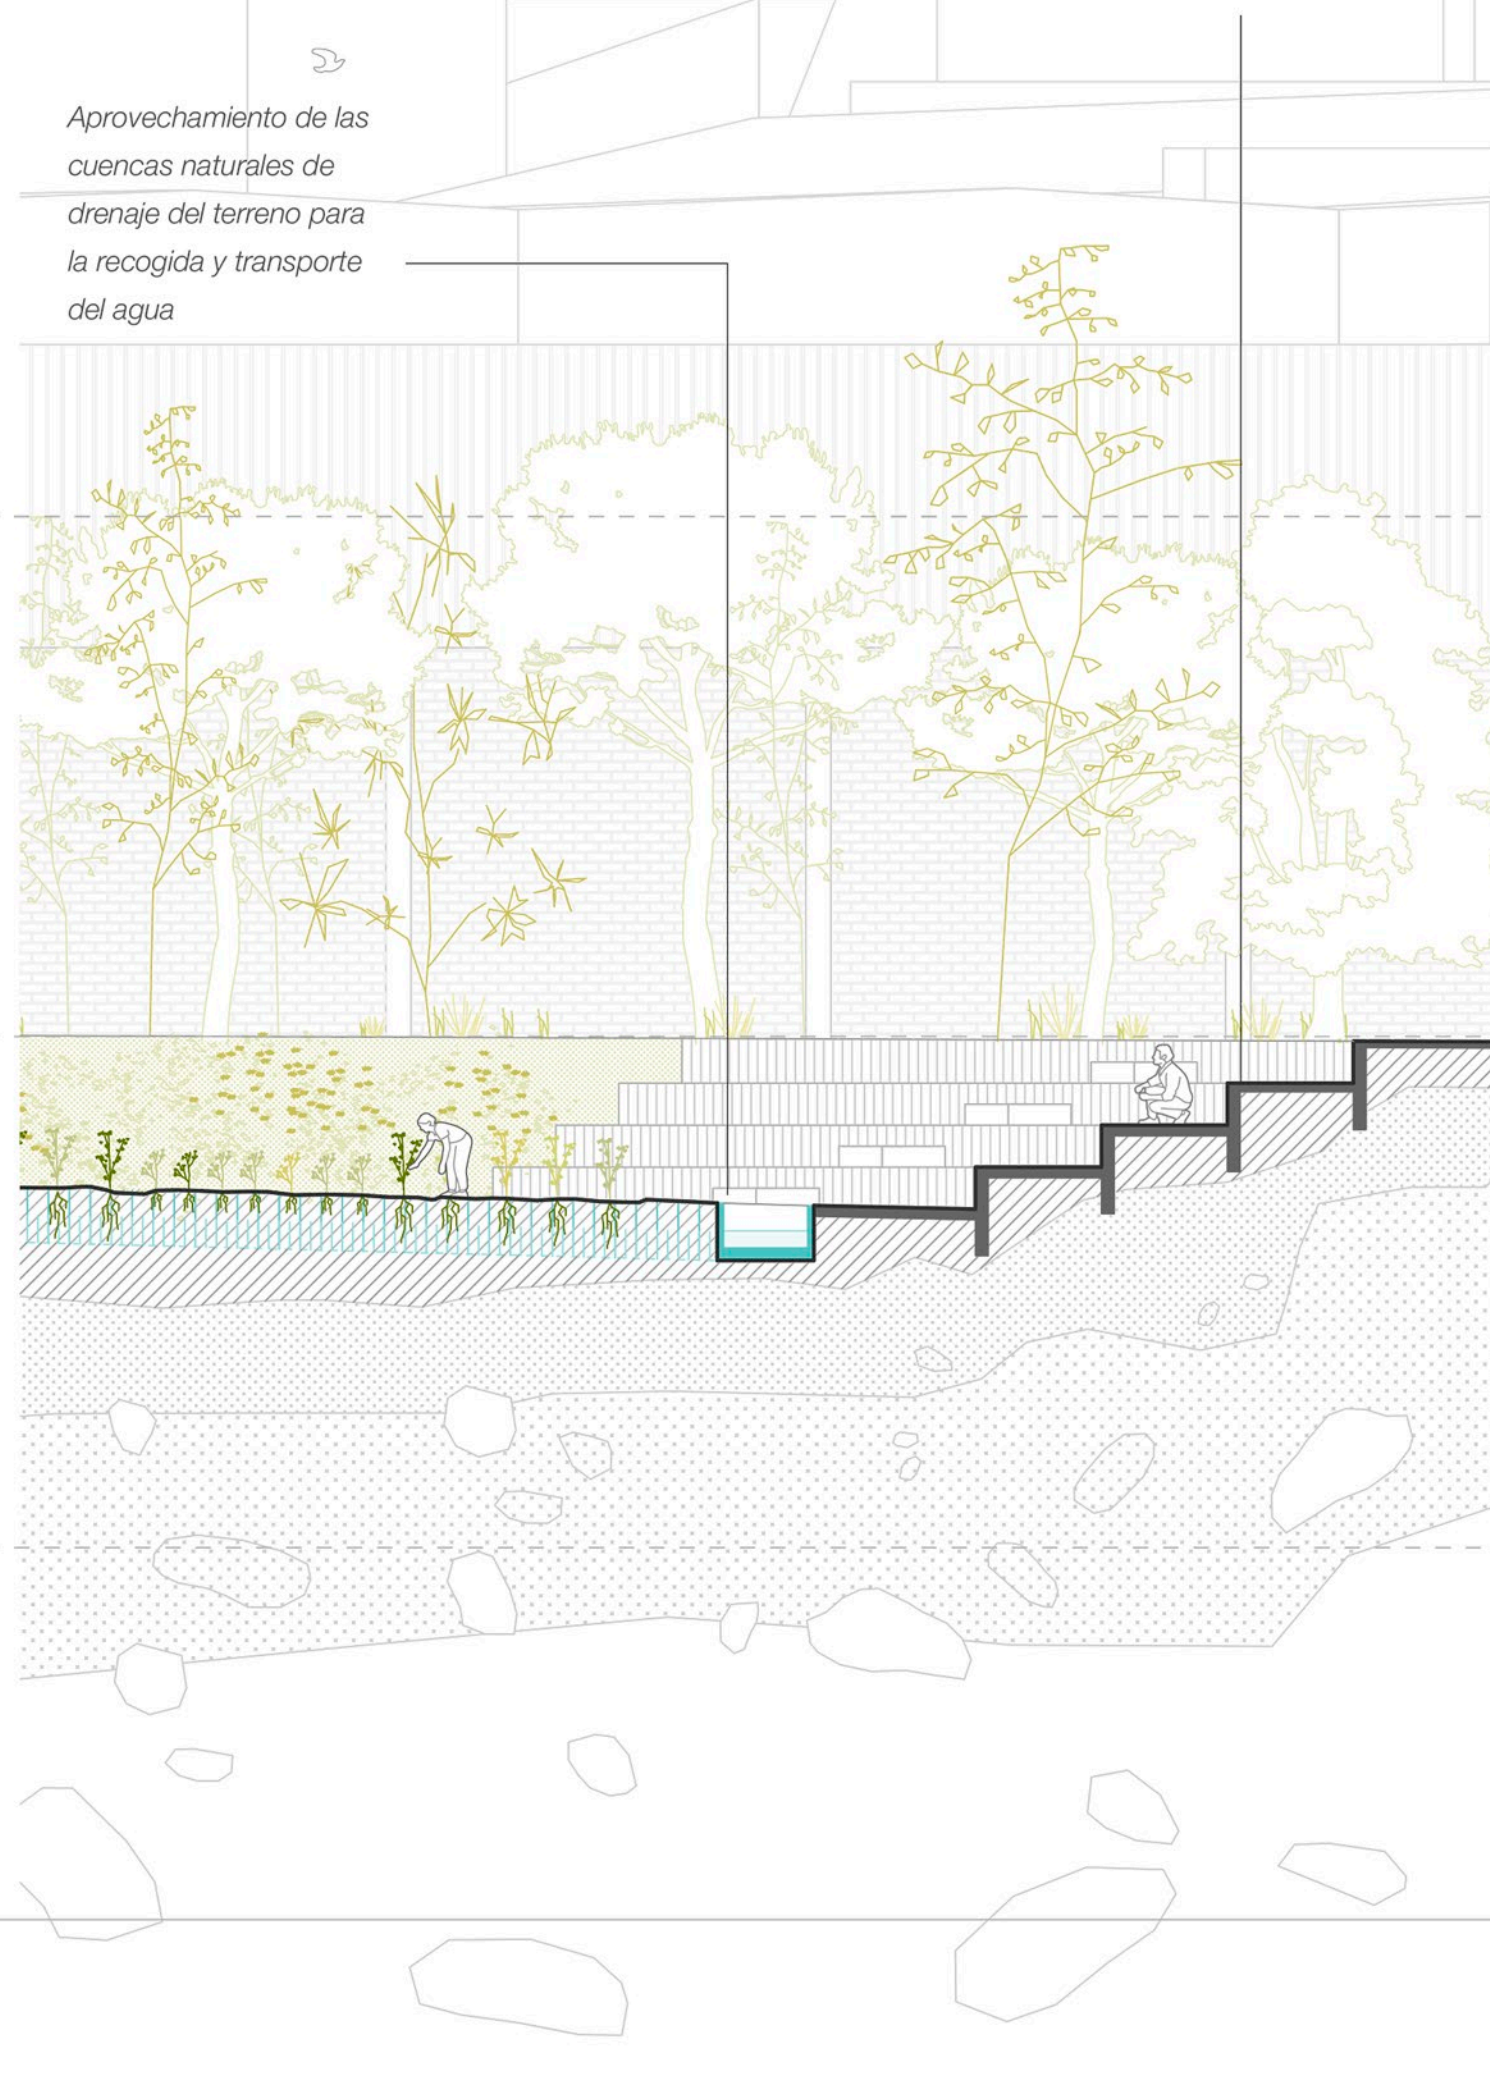 Aprovechamiento de las
cuencas naturales de
drenaje del terreno para
la recogida y transporte
del agua